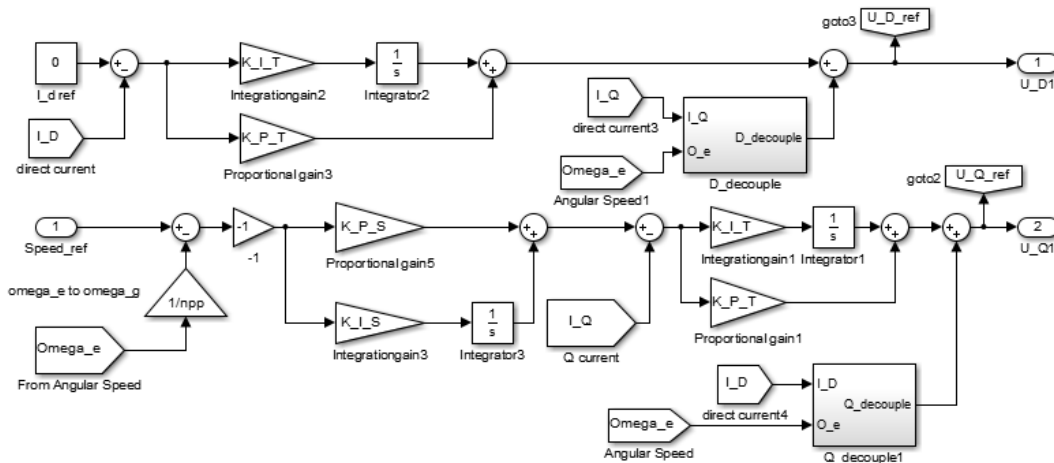 goto3
U_D_ref
0
I_d ref
+
-
K_I_T
Integrationgain2
1
s
Integrator2
+
+
+
-
1
U_D1
I_D
direct current
K_P_T
Proportional gain3
I_Q
direct current3
I_Q
O_e
D_decouple
D_decouple
Omega_e
Angular Speed1
goto2
U_Q_ref
1
Speed_ref
+
-
-1
-1
K_P_S
Proportional gain5
+
+
+
-
K_I_T
Integrationgain1
1
s
Integrator1
+
+
+
+
2
U_Q1
omega_e to omega_g
1/npp
K_I_S
Integrationgain3
1
s
Integrator3
I_Q
Q current
K_P_T
Proportional gain1
Omega_e
From Angular Speed
I_D
direct current4
I_D
O_e
Q_decouple
Q_decouple1
Omega_e
Angular Speed